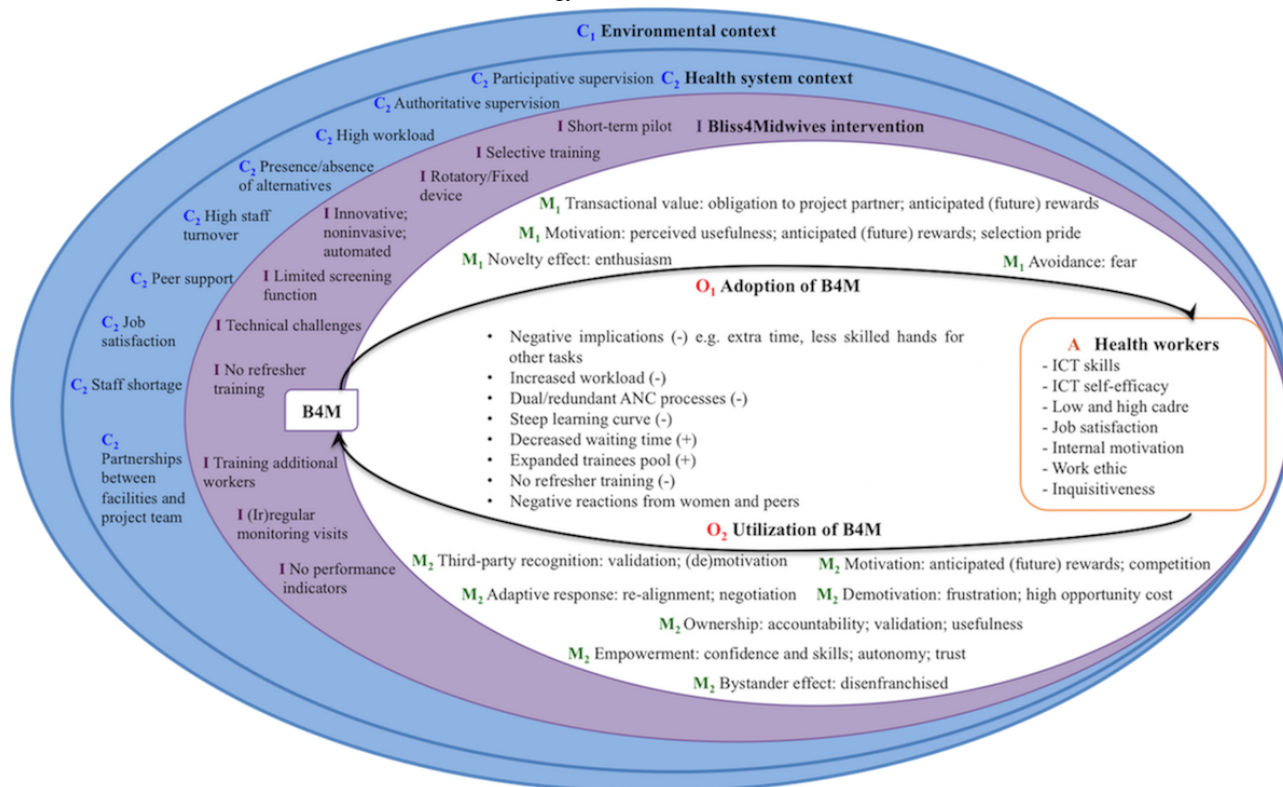 C1 Environmental context
C2 Participative supervision C2 Health system context
C2 Authoritative supervision
C2 High workload
C2 Presence/absence
of alternatives
C2 High staff
turnover
C2 Peer support
C2 Job
satisfaction
C2 Staff shortage
C2
Partnerships
between
facilities and
project team
I Short-term pilot
I Bliss4Midwives intervention
I Selective training
I Rotatory/Fixed
device
I Innovative;
noninvasive;
automated
I Limited screening
function
I Technical challenges
I No refresher
training
B4M
I Training additional
workers
I (Ir)regular
monitoring visits
I No performance
indicators
M1 Transactional value: obligation to project partner; anticipated (future) rewards
M1 Motivation: perceived usefulness; anticipated (future) rewards; selection pride
M1 Novelty effect: enthusiasm
M1 Avoidance: fear
O1 Adoption of B4M
• Negative implications (-) e.g. extra time, less skilled hands for
other tasks
• Increased workload (-)
• Dual/redundant ANC processes (-)
• Steep learning curve (-)
• Decreased waiting time (+)
• Expanded trainees pool (+)
• No refresher training (-)
• Negative reactions from women and peers
A Health workers
- ICT skills
- ICT self-efficacy
- Low and high cadre
- Job satisfaction
- Internal motivation
- Work ethic
- Inquisitiveness
O2 Utilization of B4M
M2 Third-party recognition: validation; (de)motivation
M2 Motivation: anticipated (future) rewards; competition
M2 Adaptive response: re-alignment; negotiation
M2 Demotivation: frustration; high opportunity cost
M2 Ownership: accountability; validation; usefulness
M2 Empowerment: confidence and skills; autonomy; trust
M2 Bystander effect: disenfranchised